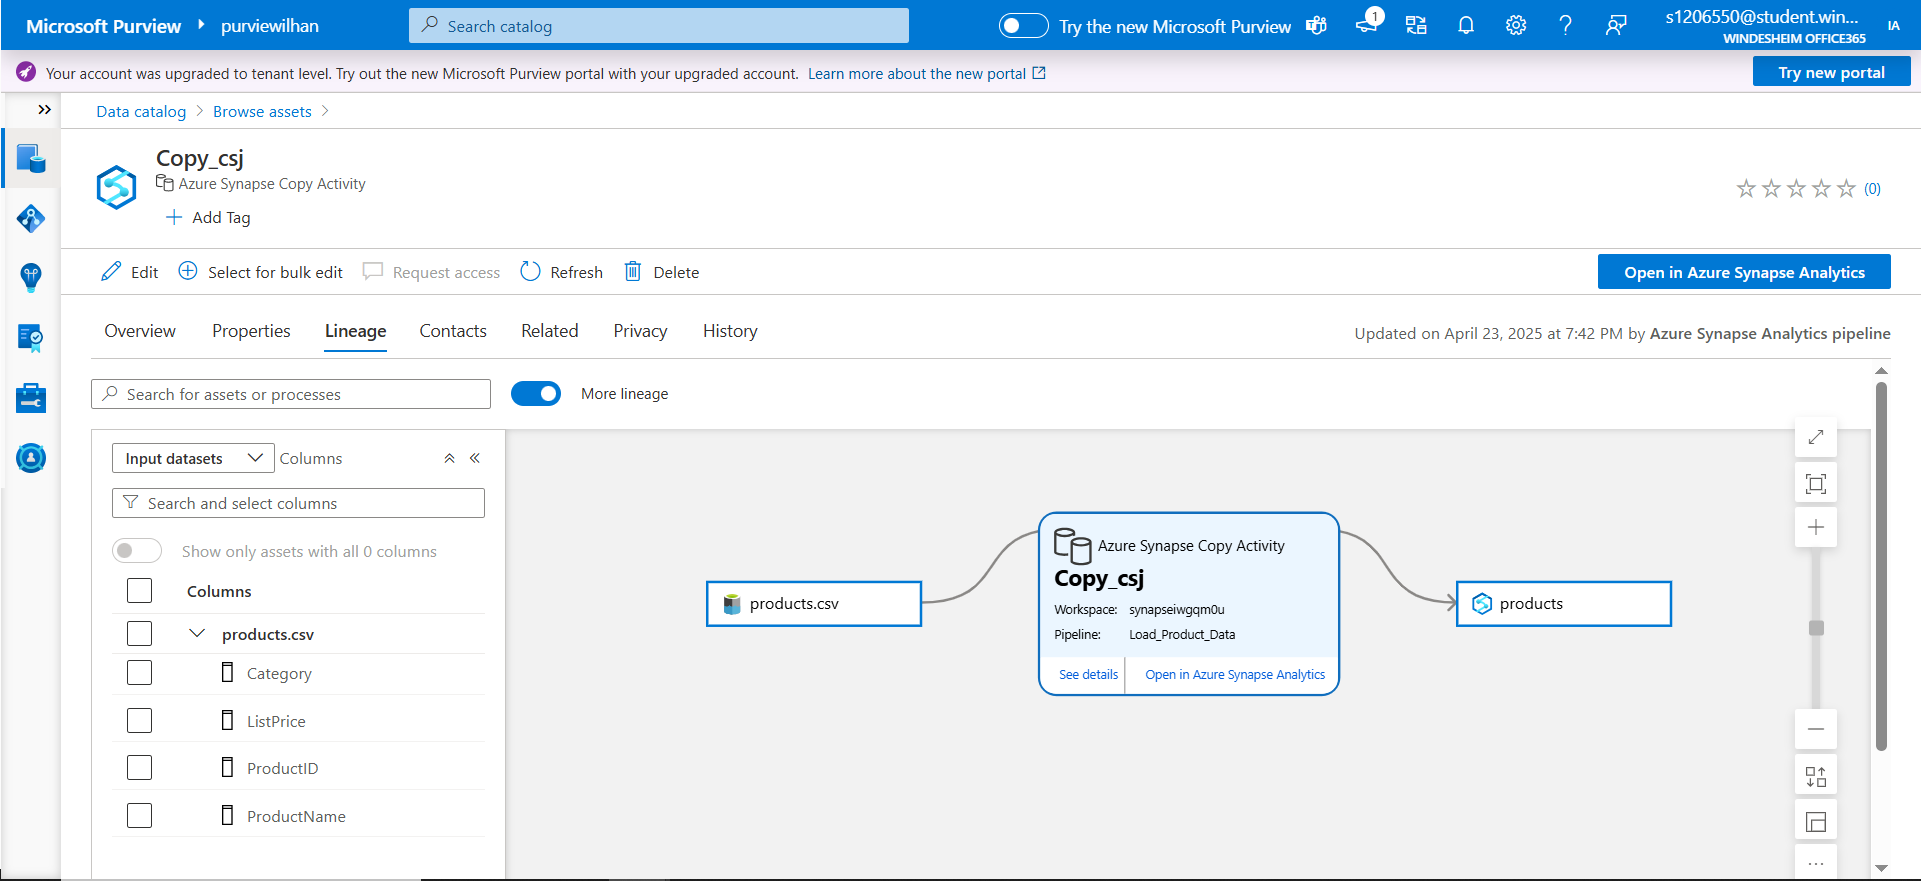 Microsoft Purview
purviewilhan
Search catalog
Try the new Microsoft Purview
1
s1206550@student.win...
WINDESHEIM OFFICE365
IA
Your account was upgraded to tenant level. Try out the new Microsoft Purview portal with your upgraded account. Learn more about the new portal
Try new portal
Data catalog
Browse assets
Copy_csj
Azure Synapse Copy Activity
Add Tag
(0)
Edit
Select for bulk edit
Request access
Refresh
Delete
Open in Azure Synapse Analytics
Overview
Properties
Lineage
Contacts
Related
Privacy
History
Updated on April 23, 2025 at 7:42 PM by Azure Synapse Analytics pipeline
Search for assets or processes
More lineage
Input datasets
Columns
Search and select columns
Show only assets with all 0 columns
Columns
products.csv
Category
ListPrice
ProductID
ProductName
products.csv
Azure Synapse Copy Activity
Copy_csj
Workspace: synapseiwgqm0u
Pipeline: Load_Product_Data
See details
Open in Azure Synapse Analytics
products